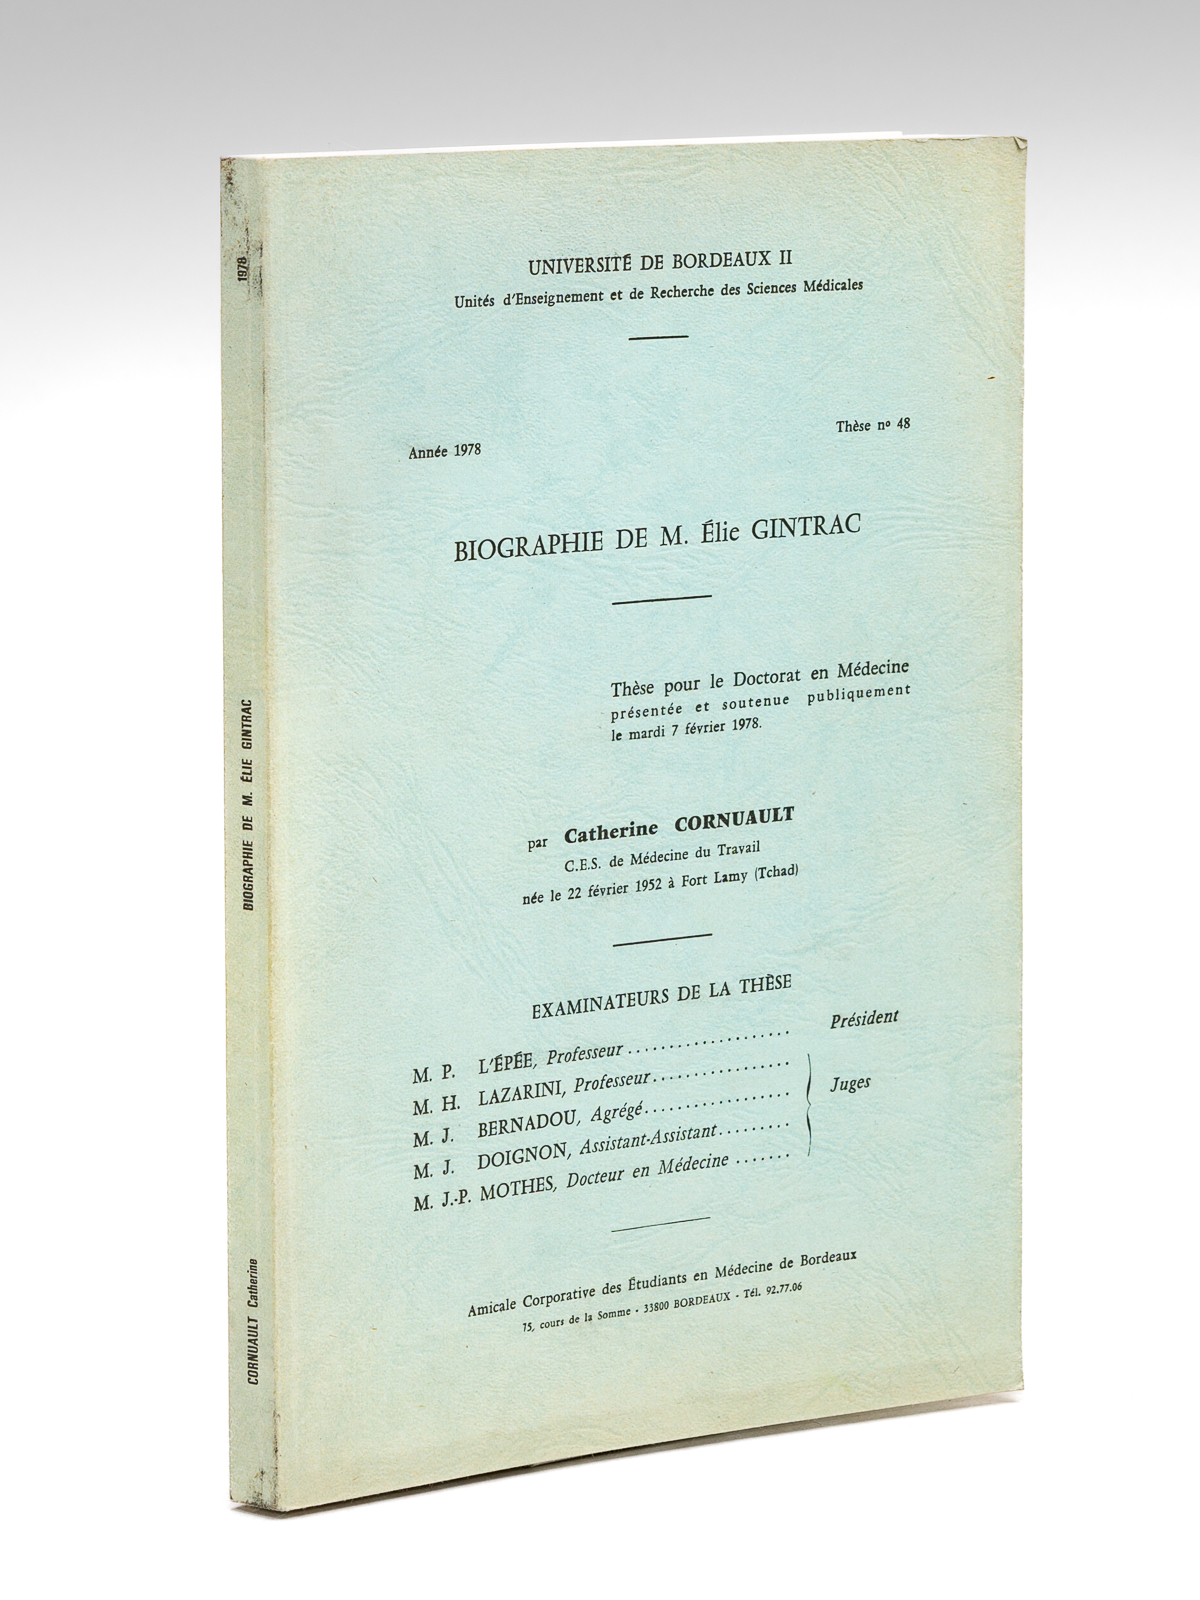 1978
BIOGRAPHIE DE M. ÉLIE GINTRAC
CORNUAULT Catherine
UNIVERSITÉ DE BORDEAUX II
Unités d'Enseignement et de Recherche des Sciences Médicales
Année 1978
Thèse nº 48
BIOGRAPHIE DE M. Élie GINTRAC
Thèse pour le Doctorat en Médecine
présentée et soutenue publiquement
le mardi 7 février 1978.
par Catherine CORNUAULT
C.E.S. de Médecine du Travail
née le 22 février 1952 à Fort Lamy (Tchad)
EXAMINATEURS DE LA THÈSE
M. P. L'ÉPÉE, Professeur .................... Président
M. H. LAZARINI, Professeur.................
M. J. BERNADOU, Agrégé.................. Juges
M. J. DOIGNON, Assistant-Assistant.........
M. J.-P. MOTHES, Docteur en Médecine .......
Amicale Corporative des Étudiants en Médecine de Bordeaux
75, cours de la Somme - 33800 BORDEAUX - Tél. 92.77.06